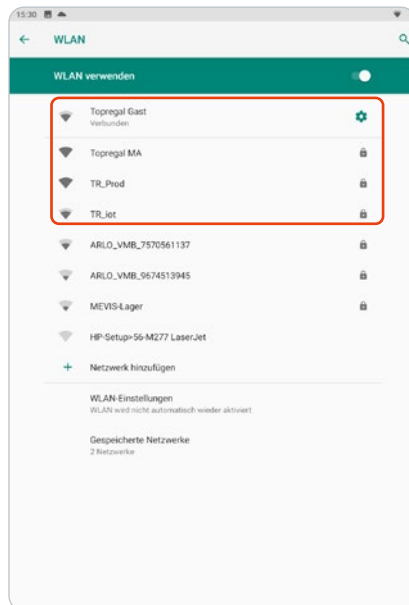 15:30
WLAN
WLAN verwenden
Topregal Gast
Verbunden
Topregal MA
TR_Prod
TR_iot
ARLO_VMB_7570561137
ARLO_VMB_9674513945
MEVIS-Lager
HP-Setup>56-M277 LaserJet
Netzwerk hinzufügen
WLAN-Einstellungen
WLAN wird nicht automatisch wieder aktiviert
Gespeicherte Netzwerke
2 Netzwerke